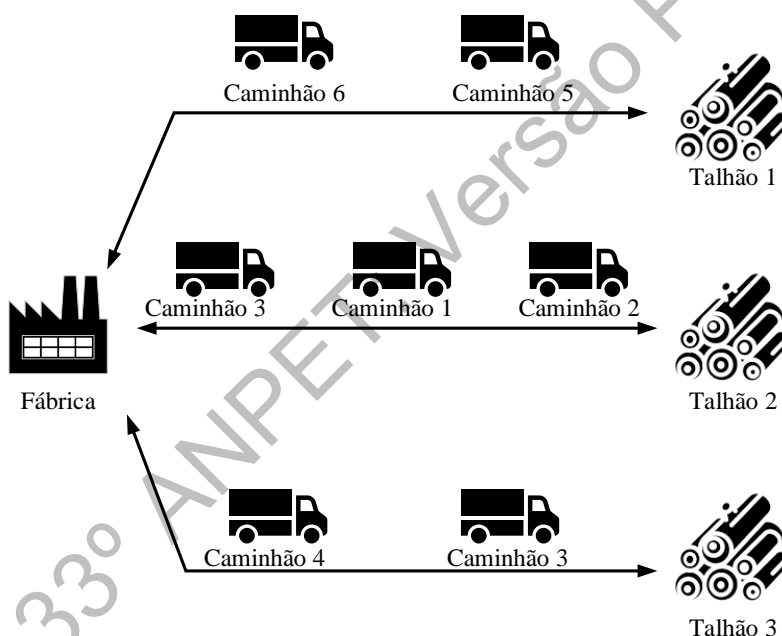 Caminhão 6
Caminhão 5
Talhão 1
Caminhão 3
Caminhão 1
Caminhão 2
Fábrica
Talhão 2
Caminhão 4
Caminhão 3
Talhão 3
33º ANPET Versão